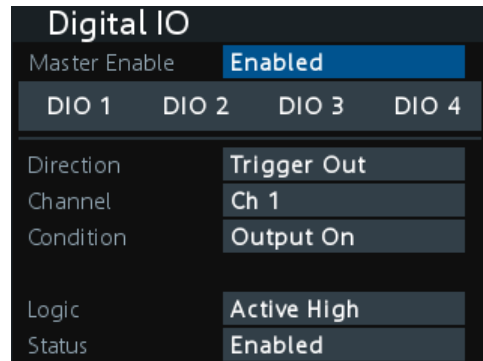 Digital IO
Master Enable Enabled
DIO 1 DIO 2 DIO 3 DIO 4
Direction Trigger Out
Channel Ch 1
Condition Output On
Logic Active High
Status Enabled